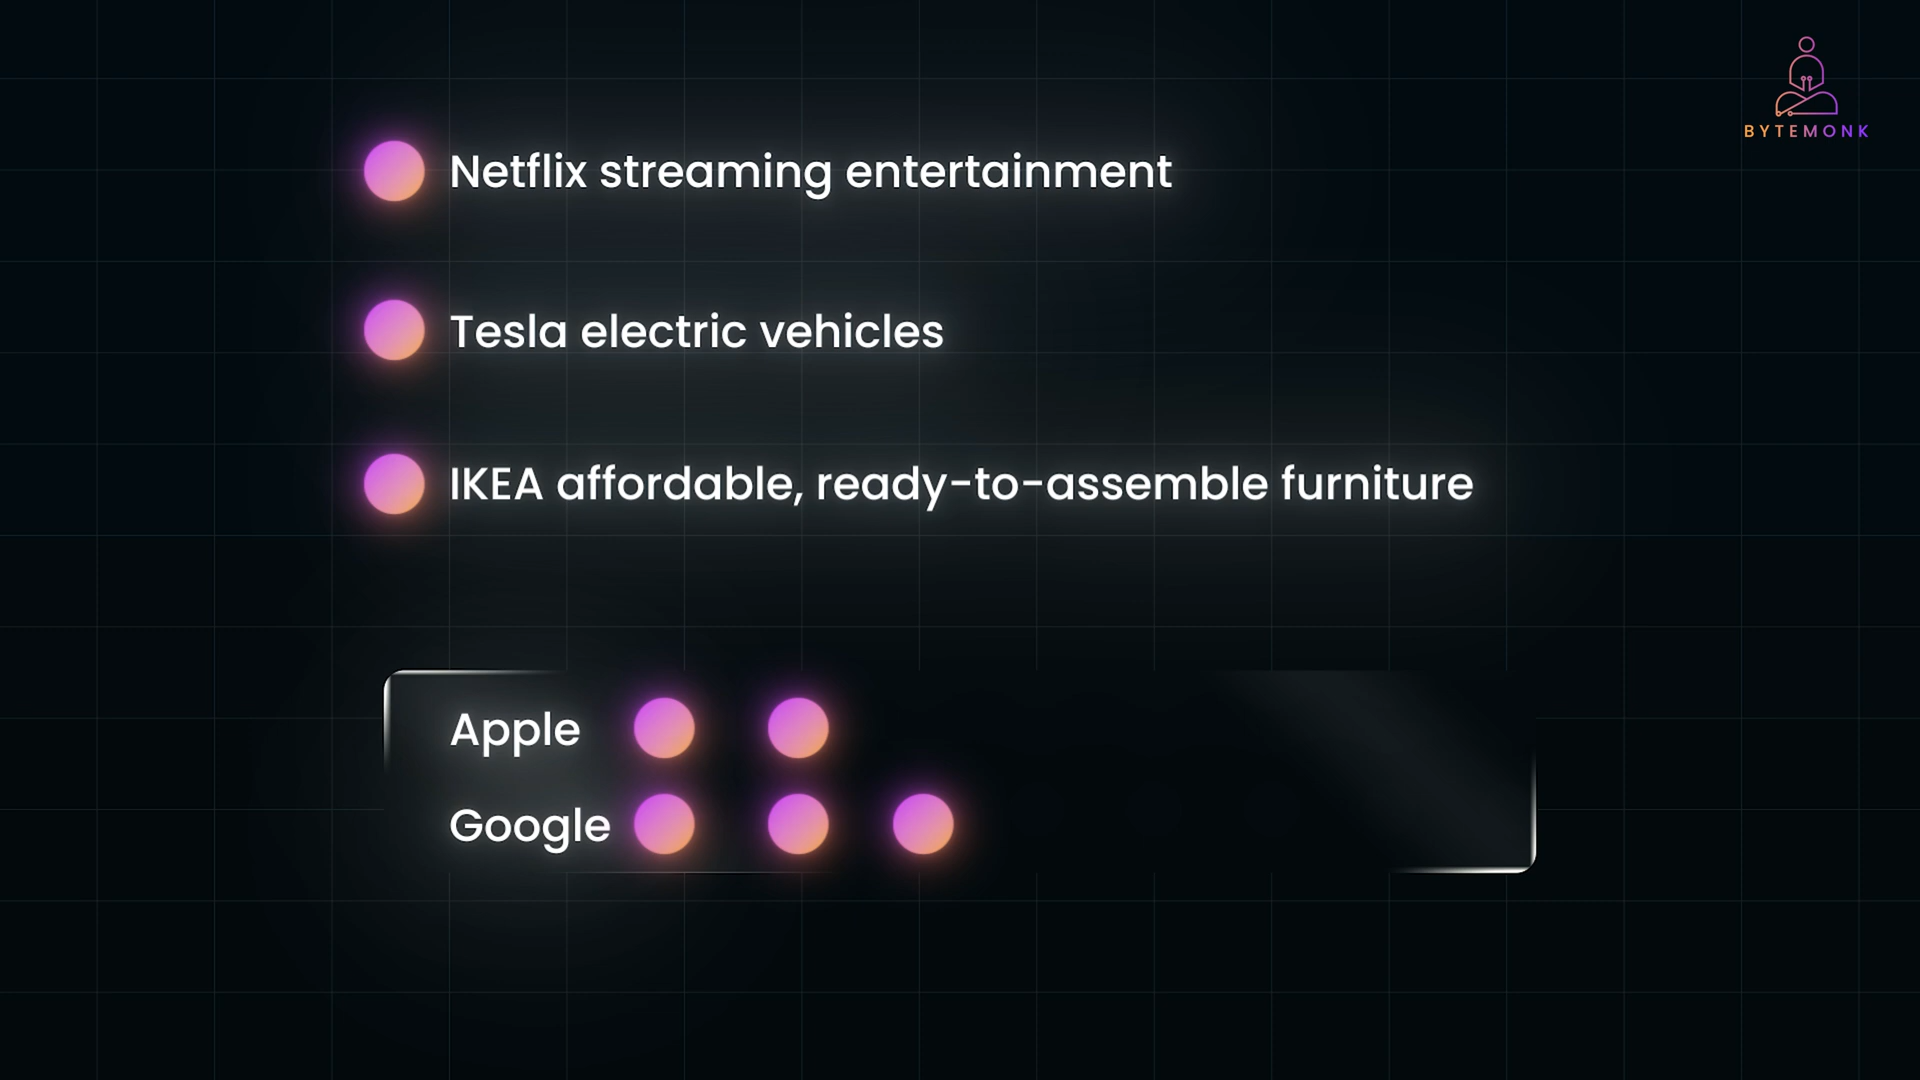 BYTEMONK
Netflix streaming entertainment
Tesla electric vehicles
IKEA affordable, ready-to-assemble furniture
Apple
Google